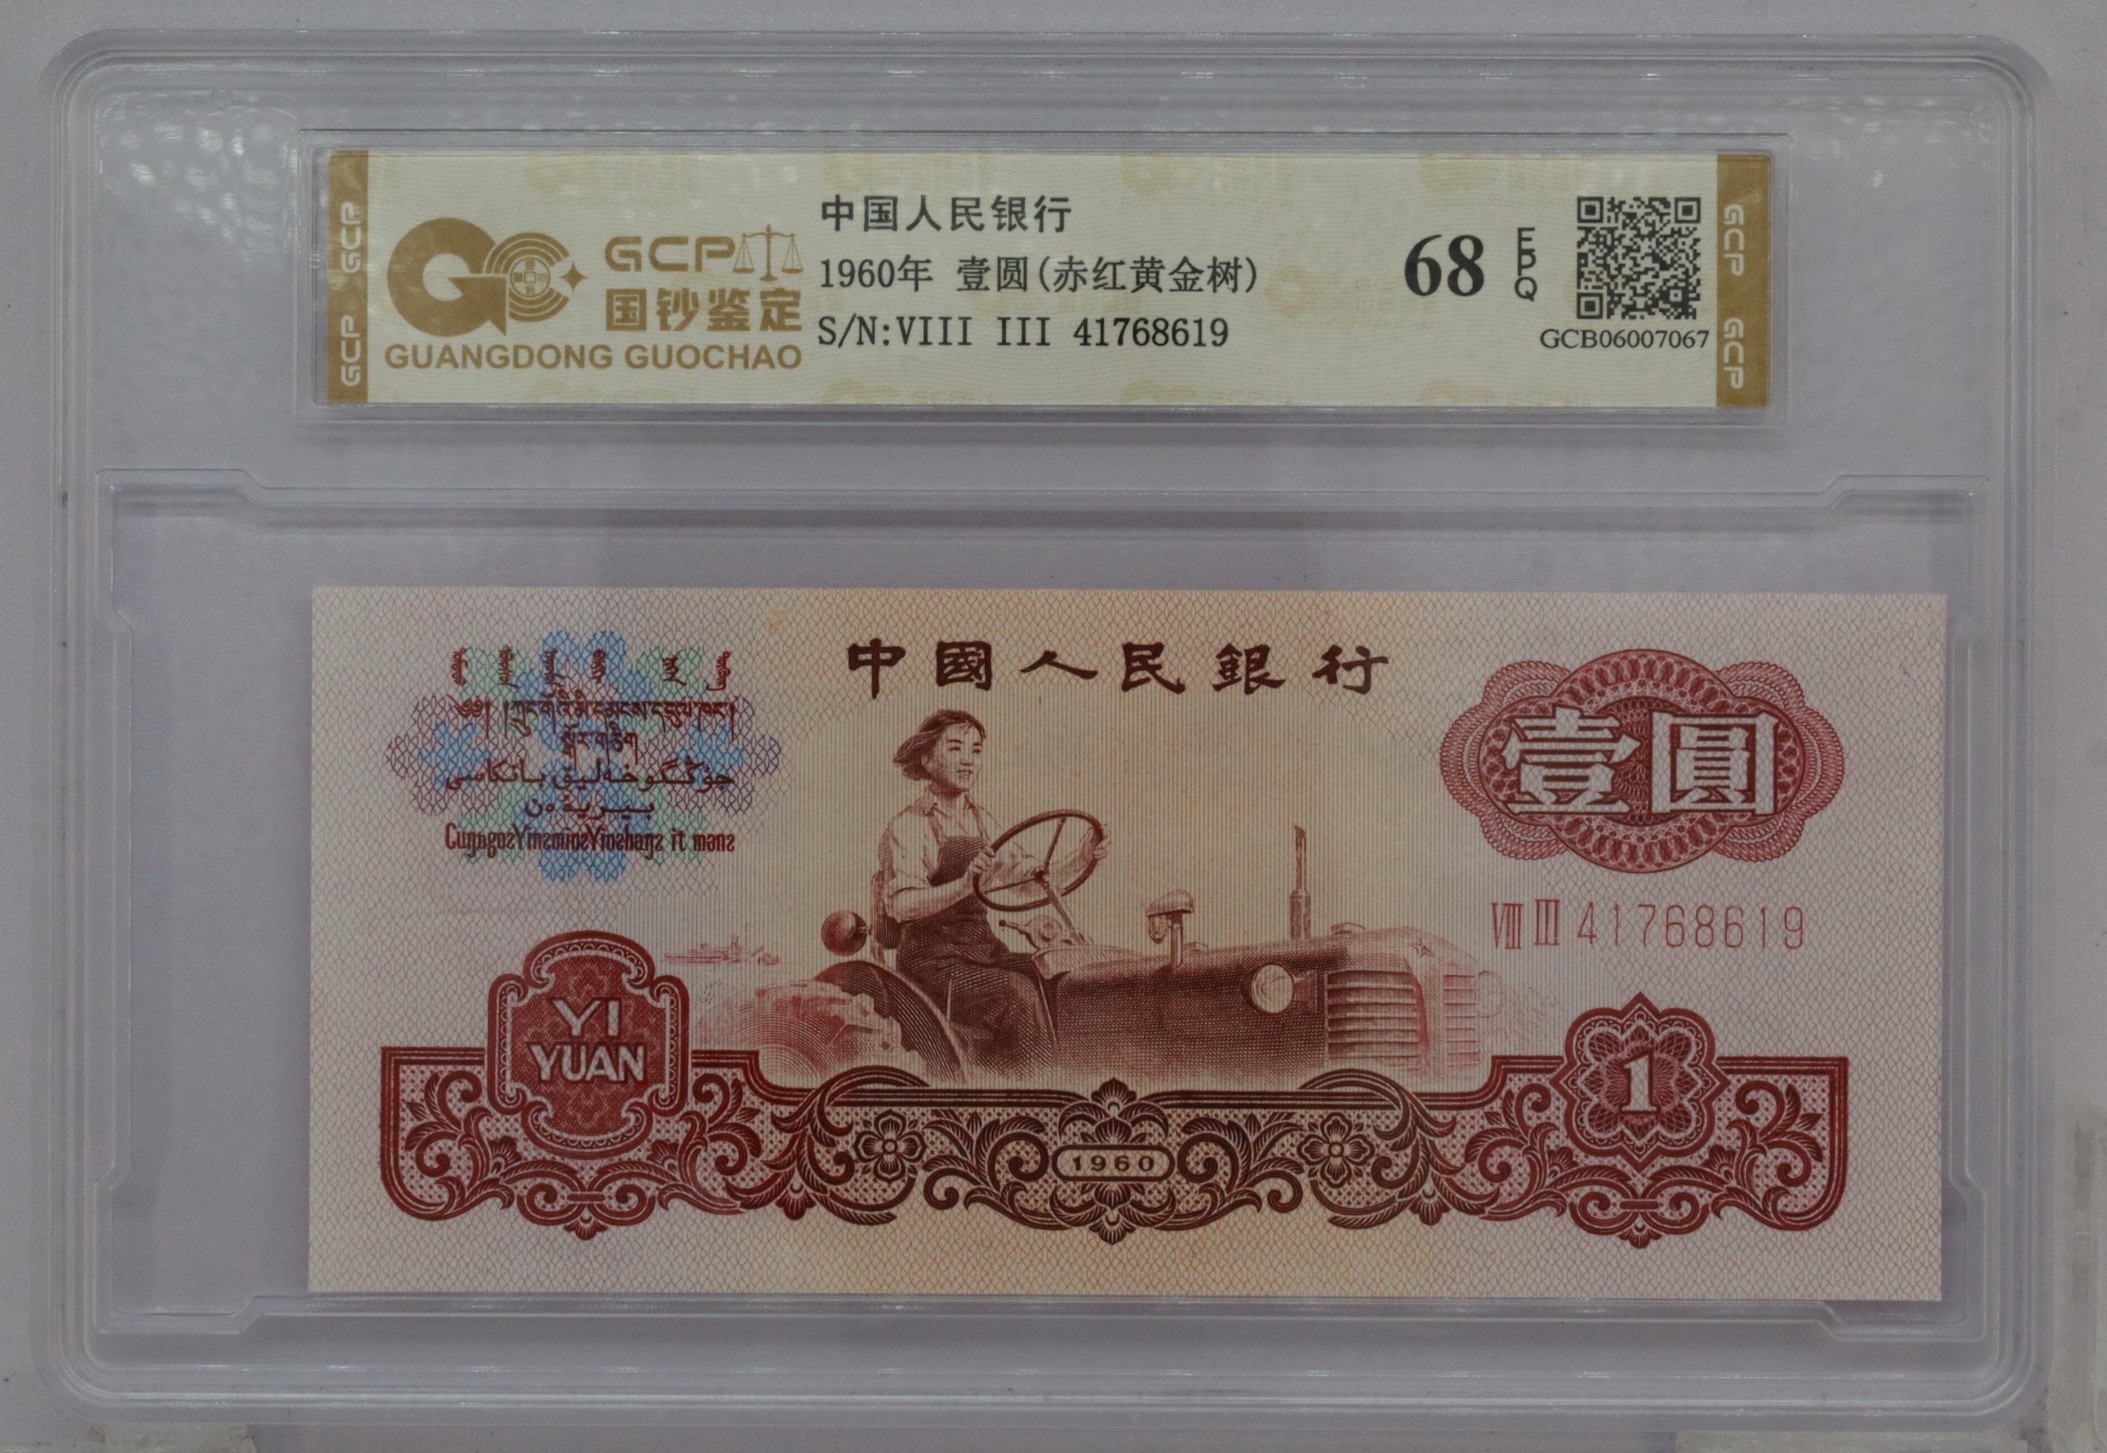 GCP
国钞鉴定
GUANGDONG GUOCHAO
中国人民银行
1960年 壹圆(赤红黄金树)
S/N:VIII III 41768619
68 EPQ
GCB06007067
GCP GCP
GCP GCP
中國人民銀行
壹圓
VIII III 41768619
YI
YUAN
1
1960